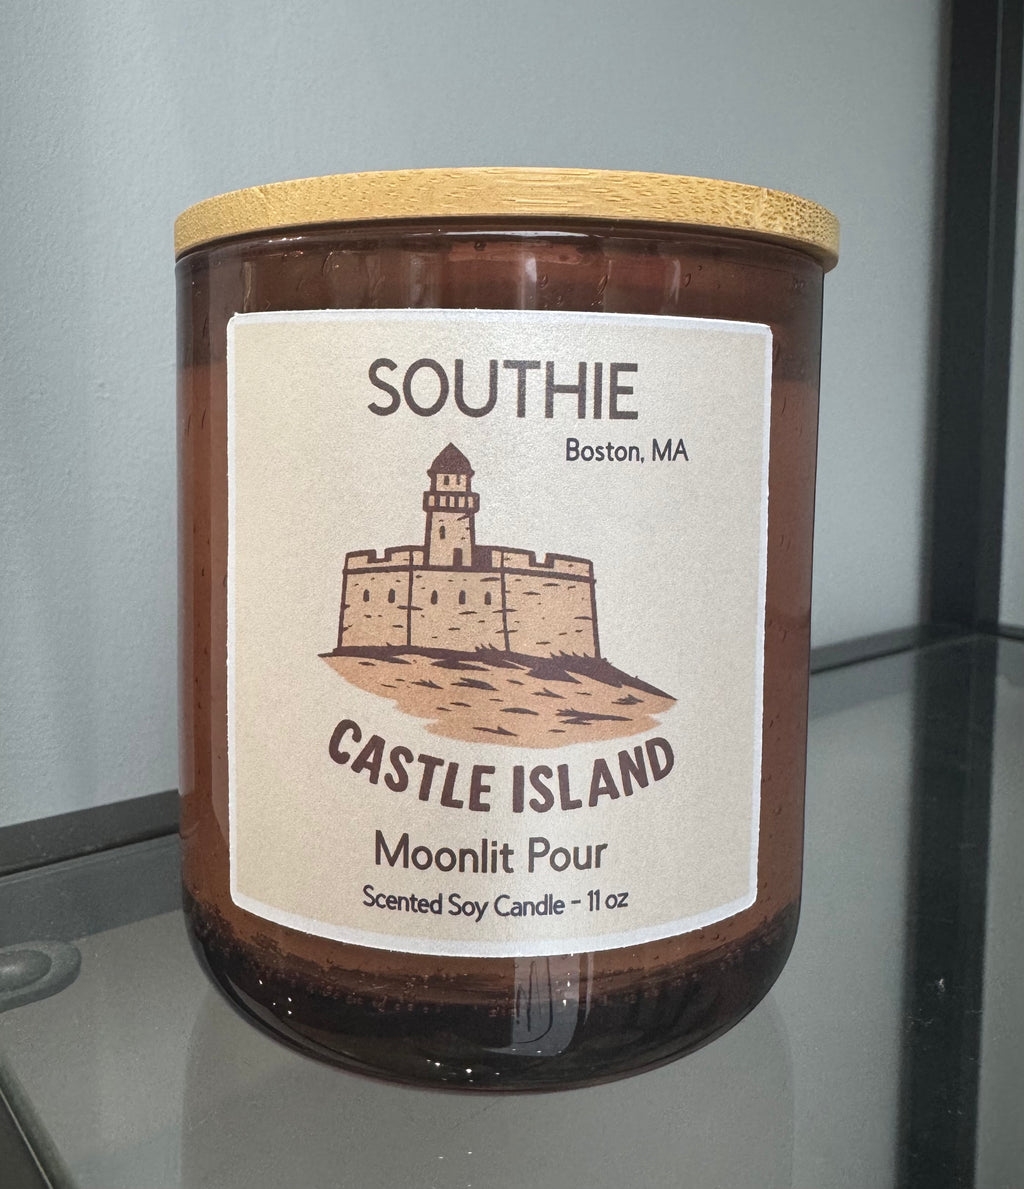 SOUTHIE
Boston, MA
CASTLE ISLAND
Moonlit Pour
Scented Soy Candle - 11 oz